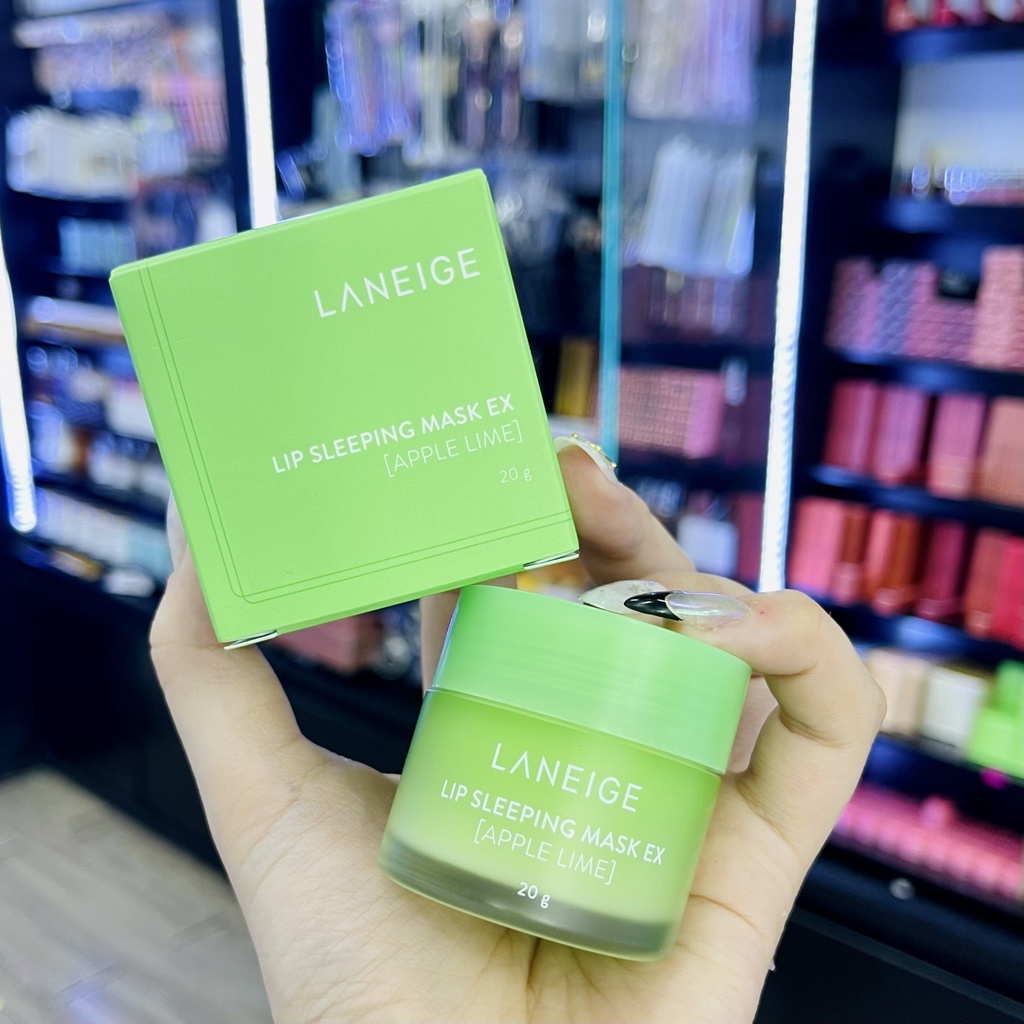 LANEIGE
LIP SLEEPING MASK EX
[APPLE LIME]
20 g
LANEIGE
LIP SLEEPING MASK EX
[APPLE LIME]
20 g